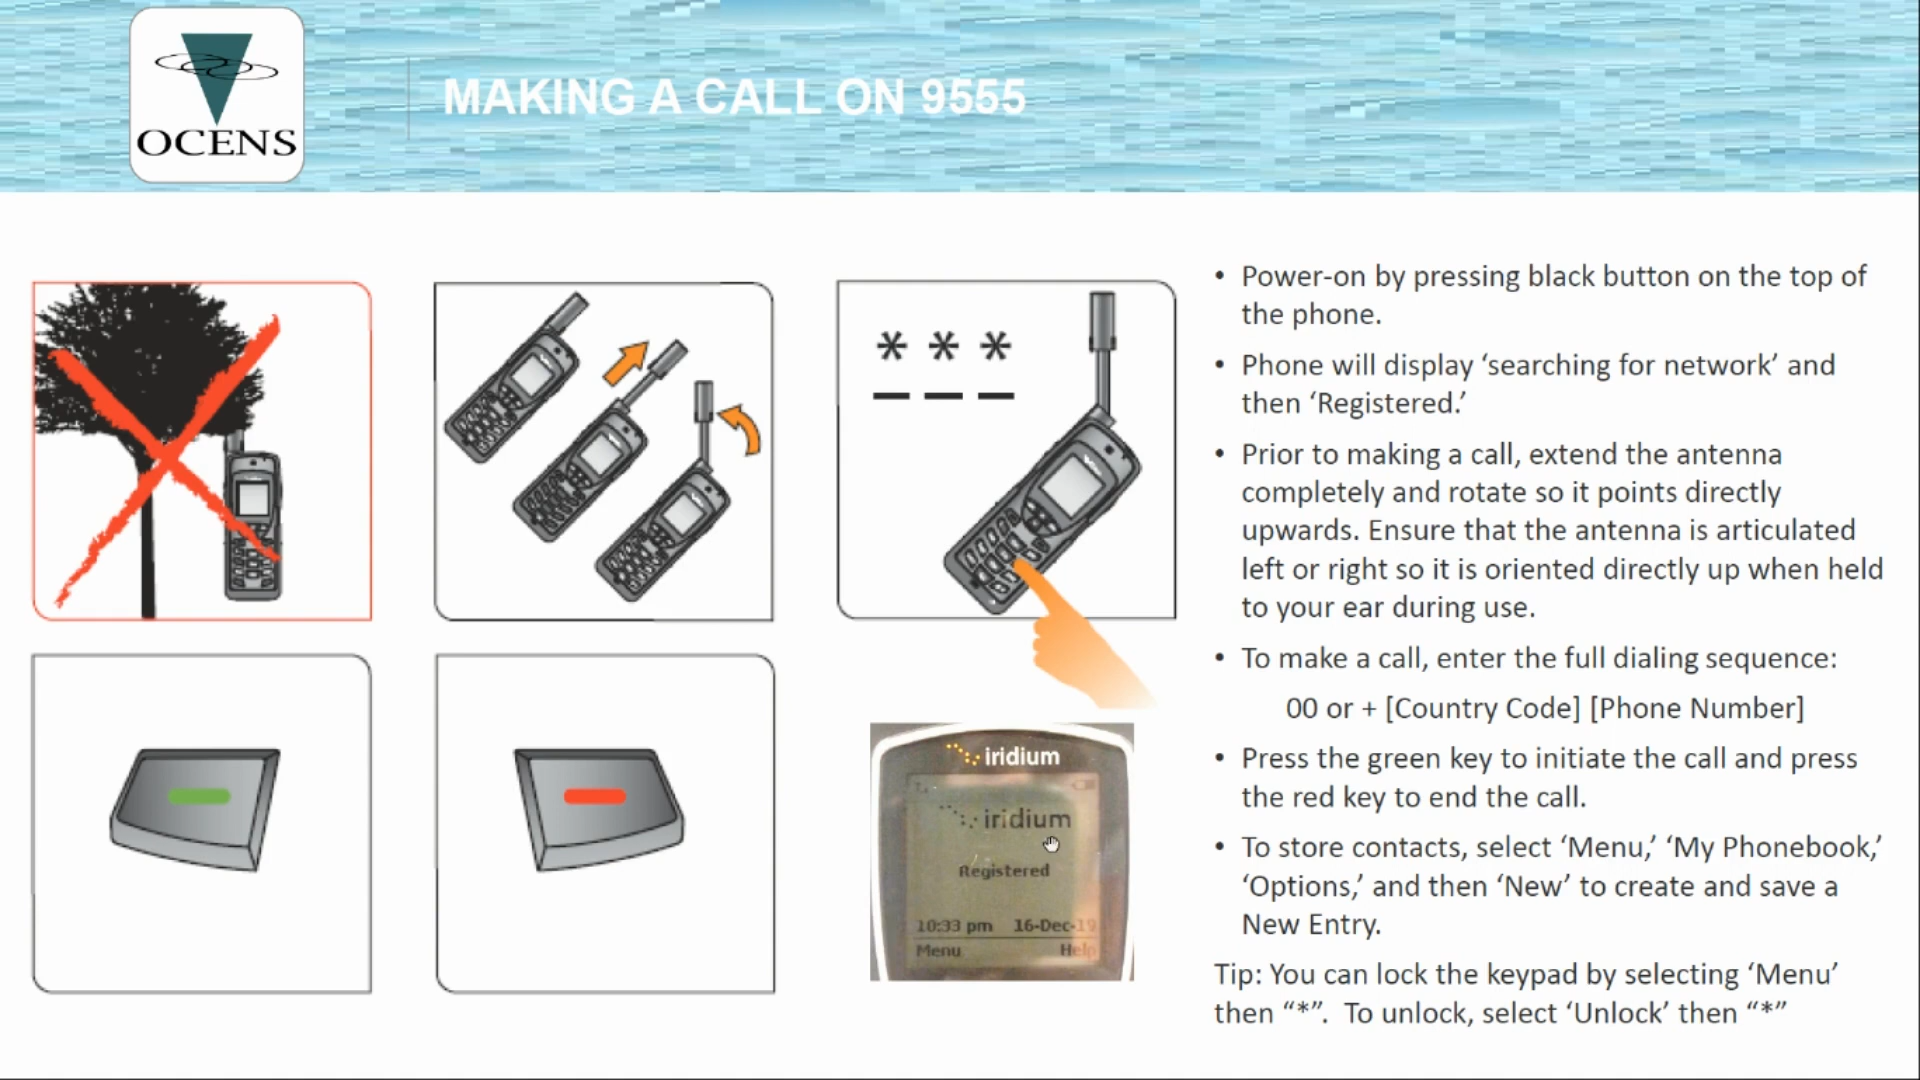 OCENS
MAKING A CALL ON 9555
* * *
• Power-on by pressing black button on the top of
the phone.
• Phone will display ‘searching for network’ and
then ‘Registered.’
• Prior to making a call, extend the antenna
completely and rotate so it points directly
upwards. Ensure that the antenna is articulated
left or right so it is oriented directly up when held
to your ear during use.
• To make a call, enter the full dialing sequence:
00 or + [Country Code] [Phone Number]
• Press the green key to initiate the call and press
the red key to end the call.
• To store contacts, select ‘Menu,’ ‘My Phonebook,’
‘Options,’ and then ‘New’ to create and save a
New Entry.
Tip: You can lock the keypad by selecting ‘Menu’
then “*”.  To unlock, select ‘Unlock’ then “*”
iridium
iridium
Registered
10:33 pm 16-Dec-19
Menu Help